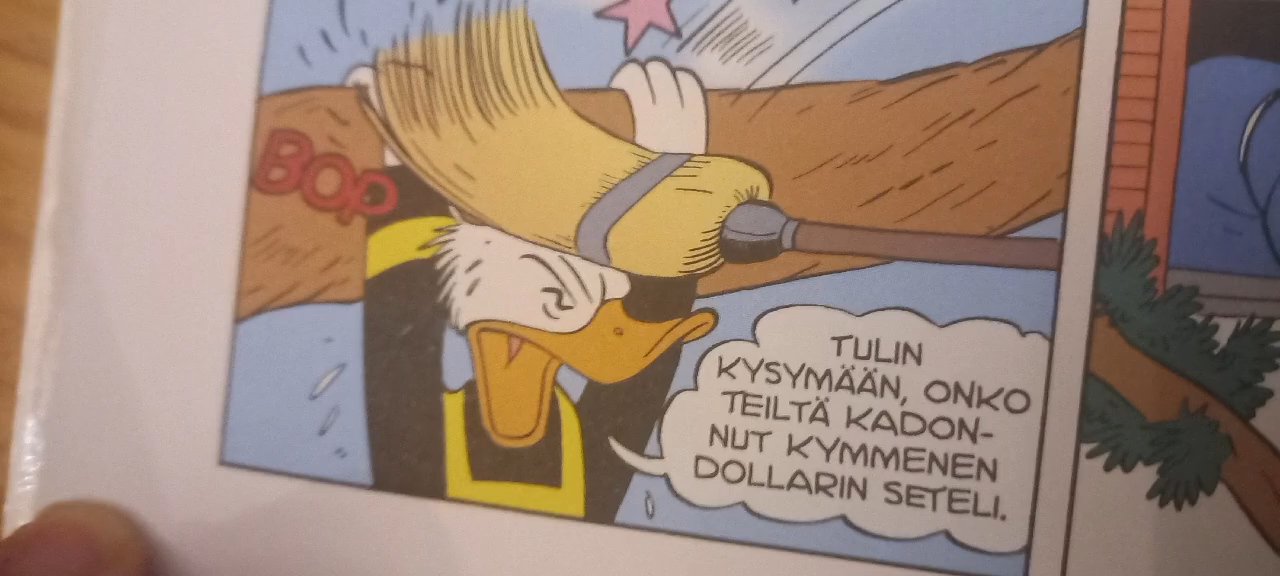 BOP
TULIN
KYSYMÄÄN, ONKO
TEILTÄ KADON-
NUT KYMMENEN
DOLLARIN SETELI.